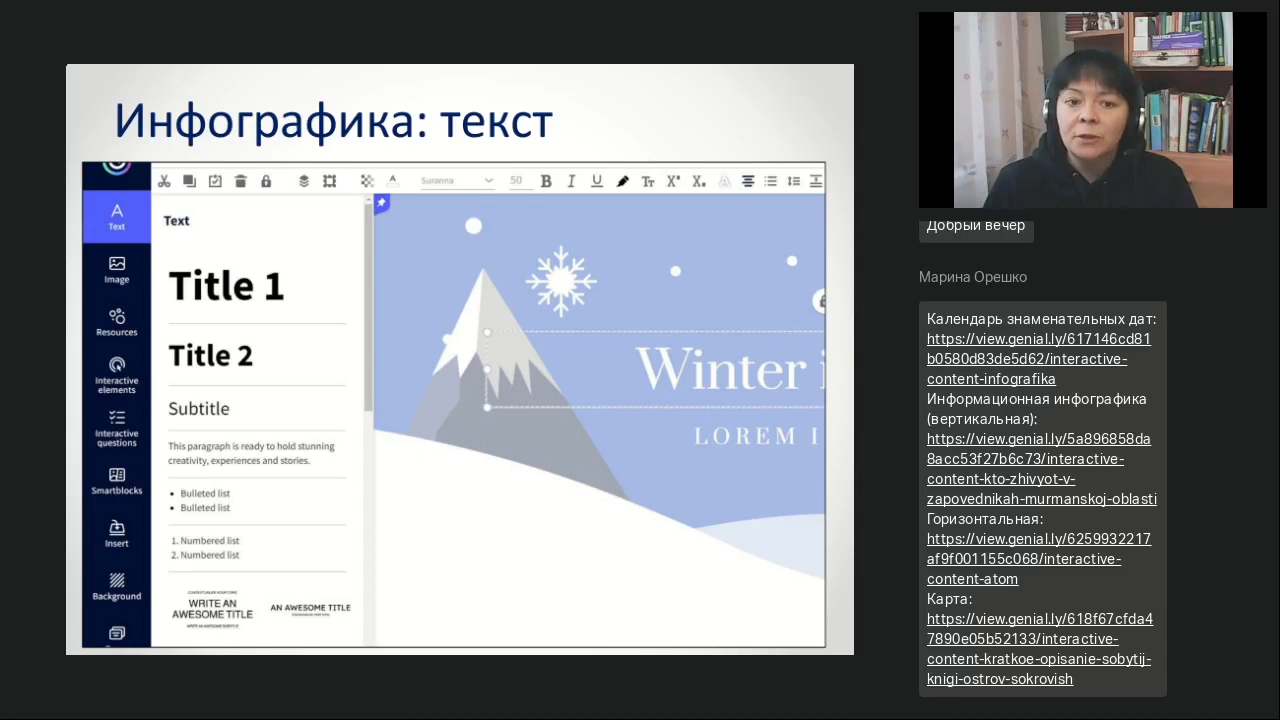 Инфографика: текст
Suranna
50
B I U Tт X² X.
Text
Image
Resources
Interactive
elements
Interactive
questions
Smartblocks
Insert
Background
Text
Title 1
Title 2
Subtitle
This paragraph is ready to hold stunning
creativity, experiences and stories.
• Bulleted list
• Bulleted list
1. Numbered list
2. Numbered list
WRITE AN
AWESOME TITLE
AN AWESOME TITLE
Winter i
LOREM I
Добрый вечер
Марина Орешко
Календарь знаменательных дат:
https://view.genial.ly/617146cd81
b0580d83de5d62/interactive-
content-infografika
Информационная инфографика
(вертикальная):
https://view.genial.ly/5a896858da
8acc53f27b6c73/interactive-
content-kto-zhivyot-v-
zapovednikah-murmanskoj-oblasti
Горизонтальная:
https://view.genial.ly/6259932217
af9f001155c068/interactive-
content-atom
Карта:
https://view.genial.ly/618f67cfda4
7890e05b52133/interactive-
content-kratkoe-opisanie-sobytij-
knigi-ostrov-sokrovish